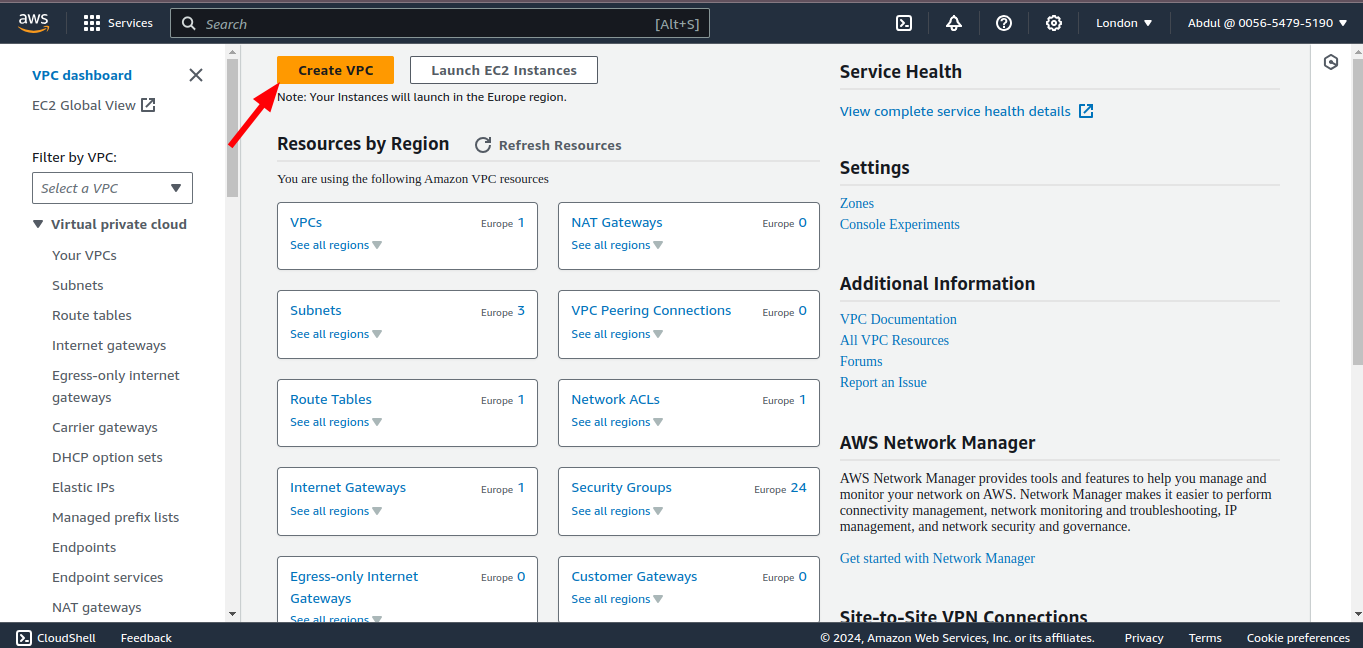 aws
Services
Search
[Alt+S]
London
Abdul @ 0056-5479-5190
VPC dashboard
EC2 Global View
Filter by VPC:
Select a VPC
Virtual private cloud
Your VPCs
Subnets
Route tables
Internet gateways
Egress-only internet
gateways
Carrier gateways
DHCP option sets
Elastic IPs
Managed prefix lists
Endpoints
Endpoint services
NAT gateways
Create VPC
Launch EC2 Instances
Note: Your Instances will launch in the Europe region.
Resources by Region
Refresh Resources
You are using the following Amazon VPC resources
VPCs Europe 1
See all regions
NAT Gateways Europe 0
See all regions
Subnets Europe 3
See all regions
VPC Peering Connections Europe 0
See all regions
Route Tables Europe 1
See all regions
Network ACLs Europe 1
See all regions
Internet Gateways Europe 1
See all regions
Security Groups Europe 24
See all regions
Egress-only Internet Europe 0
Gateways
See all regions
Customer Gateways Europe 0
See all regions
Service Health
View complete service health details
Settings
Zones
Console Experiments
Additional Information
VPC Documentation
All VPC Resources
Forums
Report an Issue
AWS Network Manager
AWS Network Manager provides tools and features to help you manage and
monitor your network on AWS. Network Manager makes it easier to perform
connectivity management, network monitoring and troubleshooting, IP
management, and network security and governance.
Get started with Network Manager
Site-to-Site VPN Connections
CloudShell
Feedback
© 2024, Amazon Web Services, Inc. or its affiliates.
Privacy
Terms
Cookie preferences